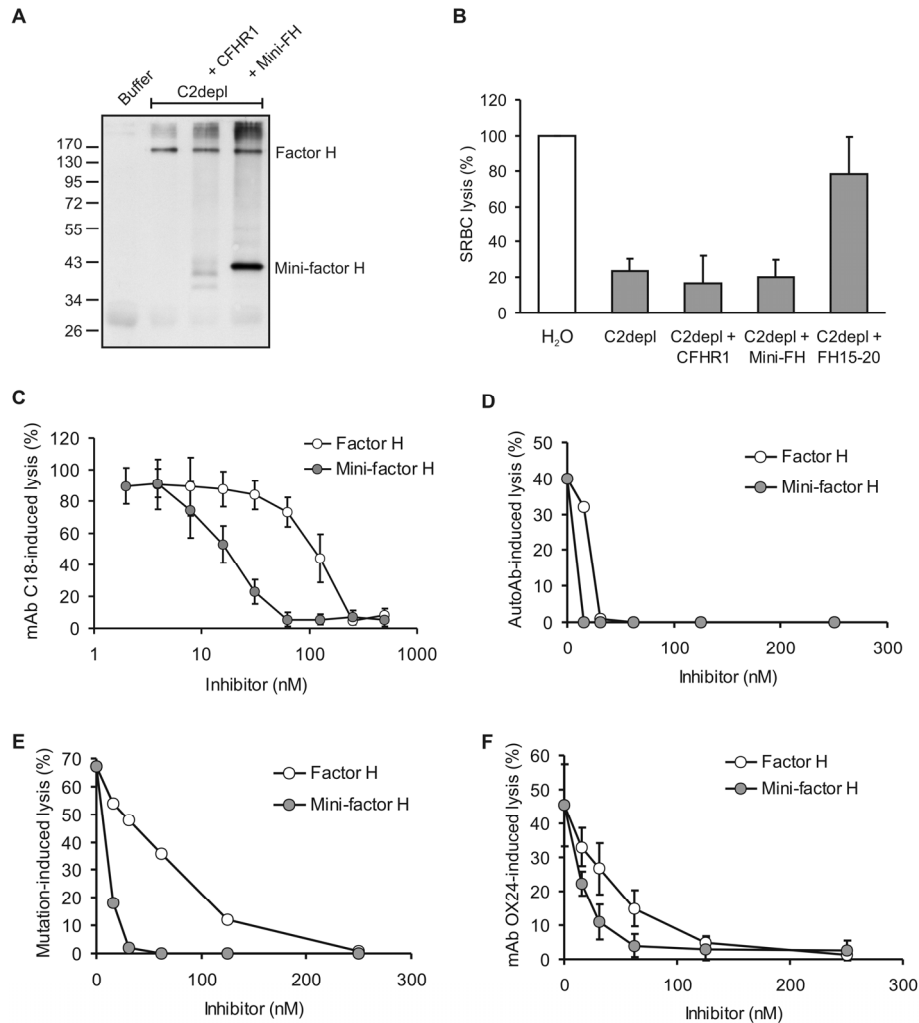 A
Buffer
+ CFHR1
+ Mini-FH
C2depl
170
130
95
72
55
43
34
26
Factor H
Mini-factor H
B
SRBC lysis (% )
120
100
80
60
40
20
0
H2O
C2depl
C2depl +
CFHR1
C2depl +
Mini-FH
C2depl +
FH15-20
C
mAb C18-induced lysis (%)
120
100
80
60
40
20
0
1
10
100
1000
Inhibitor (nM)
Factor H
Mini-factor H
D
AutoAb-induced lysis (%)
50
40
30
20
10
0
0
100
200
300
Inhibitor (nM)
Factor H
Mini-factor H
E
Mutation-induced lysis (%)
70
60
50
40
30
20
10
0
0
100
200
300
Inhibitor (nM)
Factor H
Mini-factor H
F
mAb OX24-induced lysis (%)
60
50
40
30
20
10
0
0
100
200
300
Inhibitor (nM)
Factor H
Mini-factor H